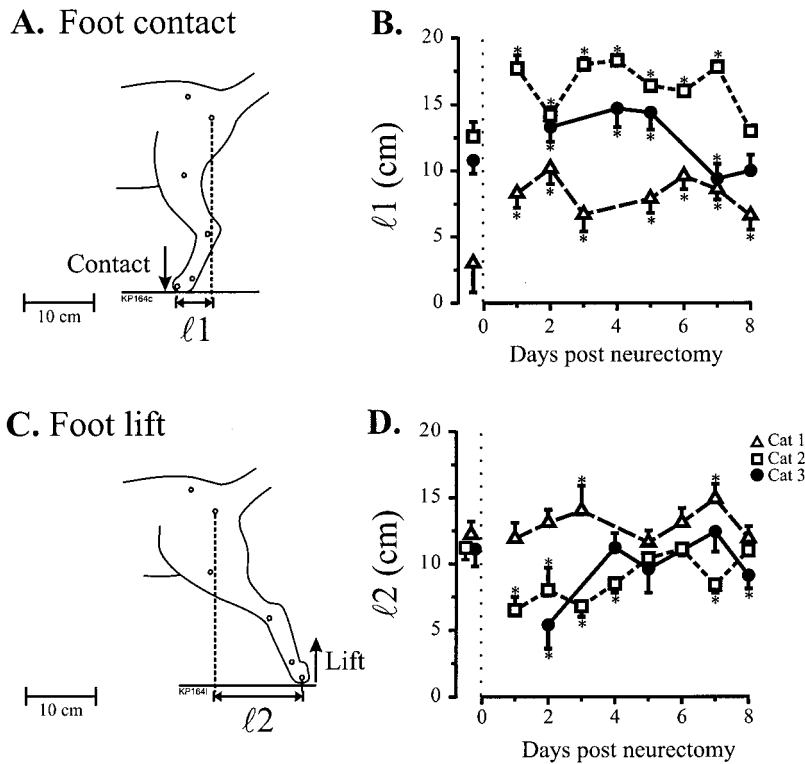 A. Foot contact
Contact
KP164c
10 cm
ℓ1
B.
ℓ1 (cm)
20
15
10
5
0
0 2 4 6 8
Days post neurectomy
* * * * * * *
* * * *
* * * * * *
C. Foot lift
Lift
KP164l
10 cm
ℓ2
D.
ℓ2 (cm)
20
15
10
5
0
0 2 4 6 8
Days post neurectomy
Cat 1
Cat 2
Cat 3
* *
* * * * *
* *